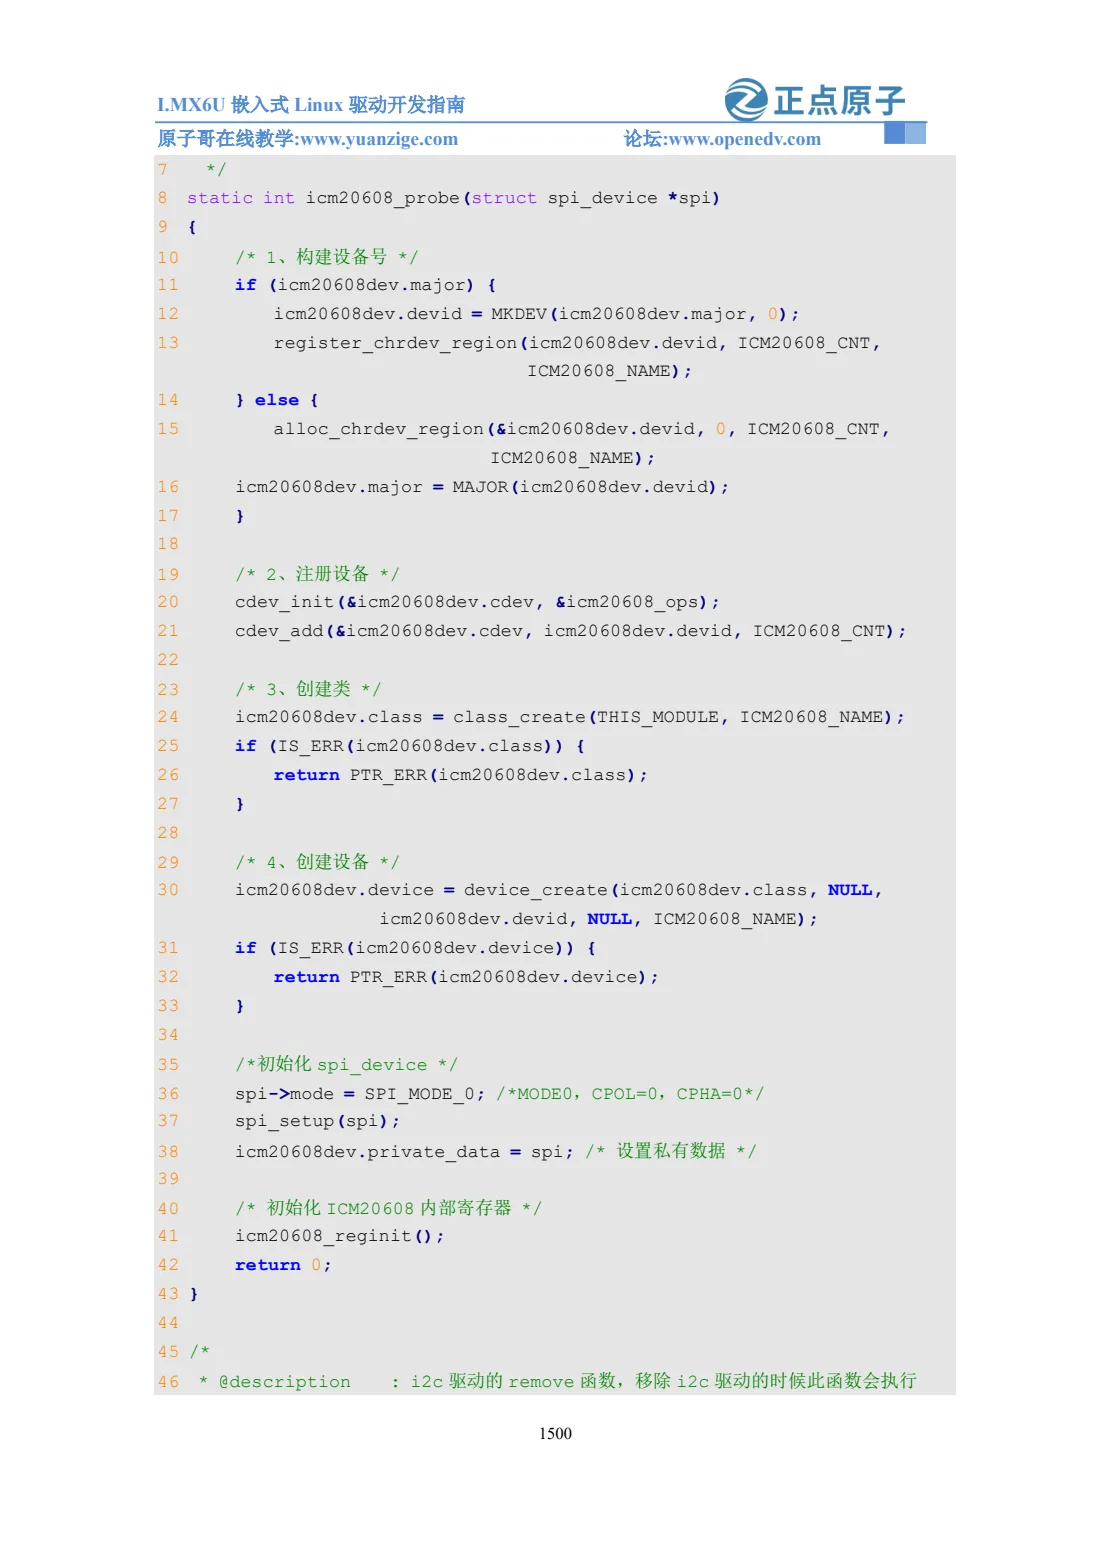 I.MX6U 嵌入式 Linux 驱动开发指南
正点原子
原子哥在线教学:www.yuanzige.com 论坛:www.openedv.com
7 */
8 static int icm20608_probe(struct spi_device *spi)
9 {
10 /* 1、构建设备号 */
11 if (icm20608dev.major) {
12 icm20608dev.devid = MKDEV(icm20608dev.major, 0);
13 register_chrdev_region(icm20608dev.devid, ICM20608_CNT,
ICM20608_NAME);
14 } else {
15 alloc_chrdev_region(&icm20608dev.devid, 0, ICM20608_CNT,
ICM20608_NAME);
16 icm20608dev.major = MAJOR(icm20608dev.devid);
17 }
18
19 /* 2、注册设备 */
20 cdev_init(&icm20608dev.cdev, &icm20608_ops);
21 cdev_add(&icm20608dev.cdev, icm20608dev.devid, ICM20608_CNT);
22
23 /* 3、创建类 */
24 icm20608dev.class = class_create(THIS_MODULE, ICM20608_NAME);
25 if (IS_ERR(icm20608dev.class)) {
26 return PTR_ERR(icm20608dev.class);
27 }
28
29 /* 4、创建设备 */
30 icm20608dev.device = device_create(icm20608dev.class, NULL,
icm20608dev.devid, NULL, ICM20608_NAME);
31 if (IS_ERR(icm20608dev.device)) {
32 return PTR_ERR(icm20608dev.device);
33 }
34
35 /*初始化 spi_device */
36 spi->mode = SPI_MODE_0; /*MODE0，CPOL=0，CPHA=0*/
37 spi_setup(spi);
38 icm20608dev.private_data = spi; /* 设置私有数据 */
39
40 /* 初始化 ICM20608 内部寄存器 */
41 icm20608_reginit();
42 return 0;
43 }
44
45 /*
46 * @description : i2c 驱动的 remove 函数，移除 i2c 驱动的时候此函数会执行
1500